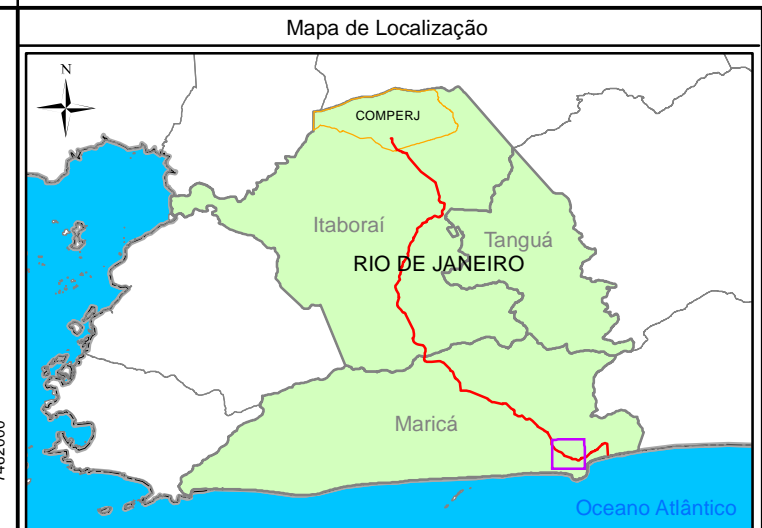 Mapa de Localização
N
COMPERJ
Itaboraí
Tanguá
RIO DE JANEIRO
Maricá
Oceano Atlântico